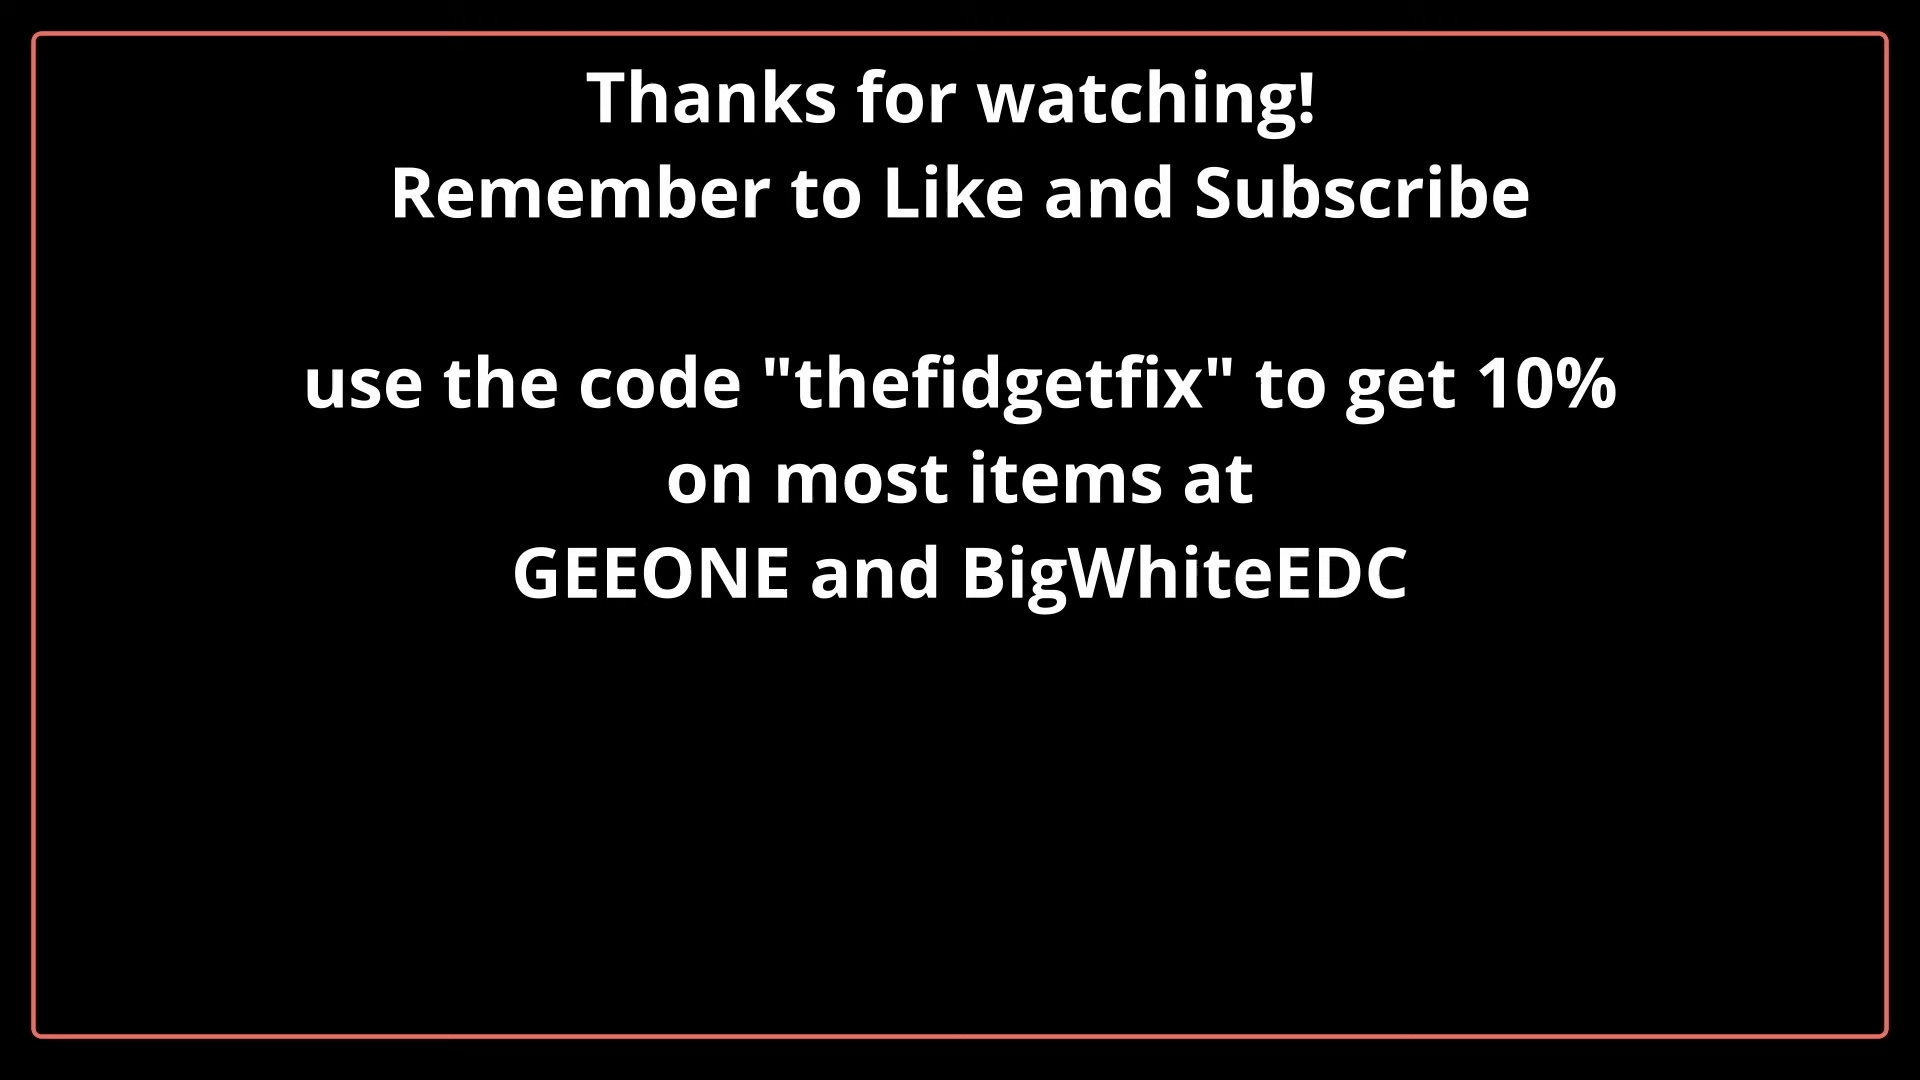 Thanks for watching!
Remember to Like and Subscribe
use the code "thefidgetfix" to get 10%
on most items at
GEEONE and BigWhiteEDC